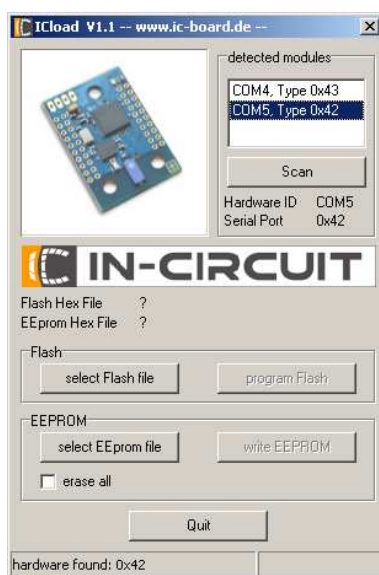 ICload V1.1 -- www.ic-board.de --
detected modules
COM4, Type 0x43
COM5, Type 0x42
Scan
Hardware ID COM5
Serial Port 0x42
IN-CIRCUIT
Flash Hex File ?
EEprom Hex File ?
Flash
select Flash file program Flash
EEPROM
select EEprom file write EEPROM
erase all
Quit
hardware found: 0x42